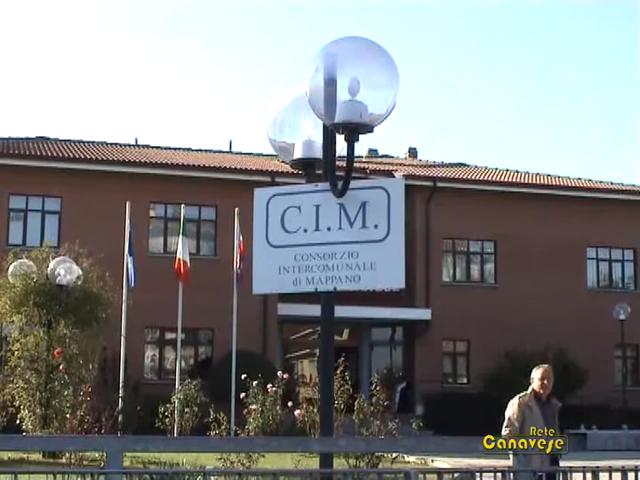 C.I.M.
CONSORZIO
INTERCOMUNALE
di MAPPANO
Rete
Canavese